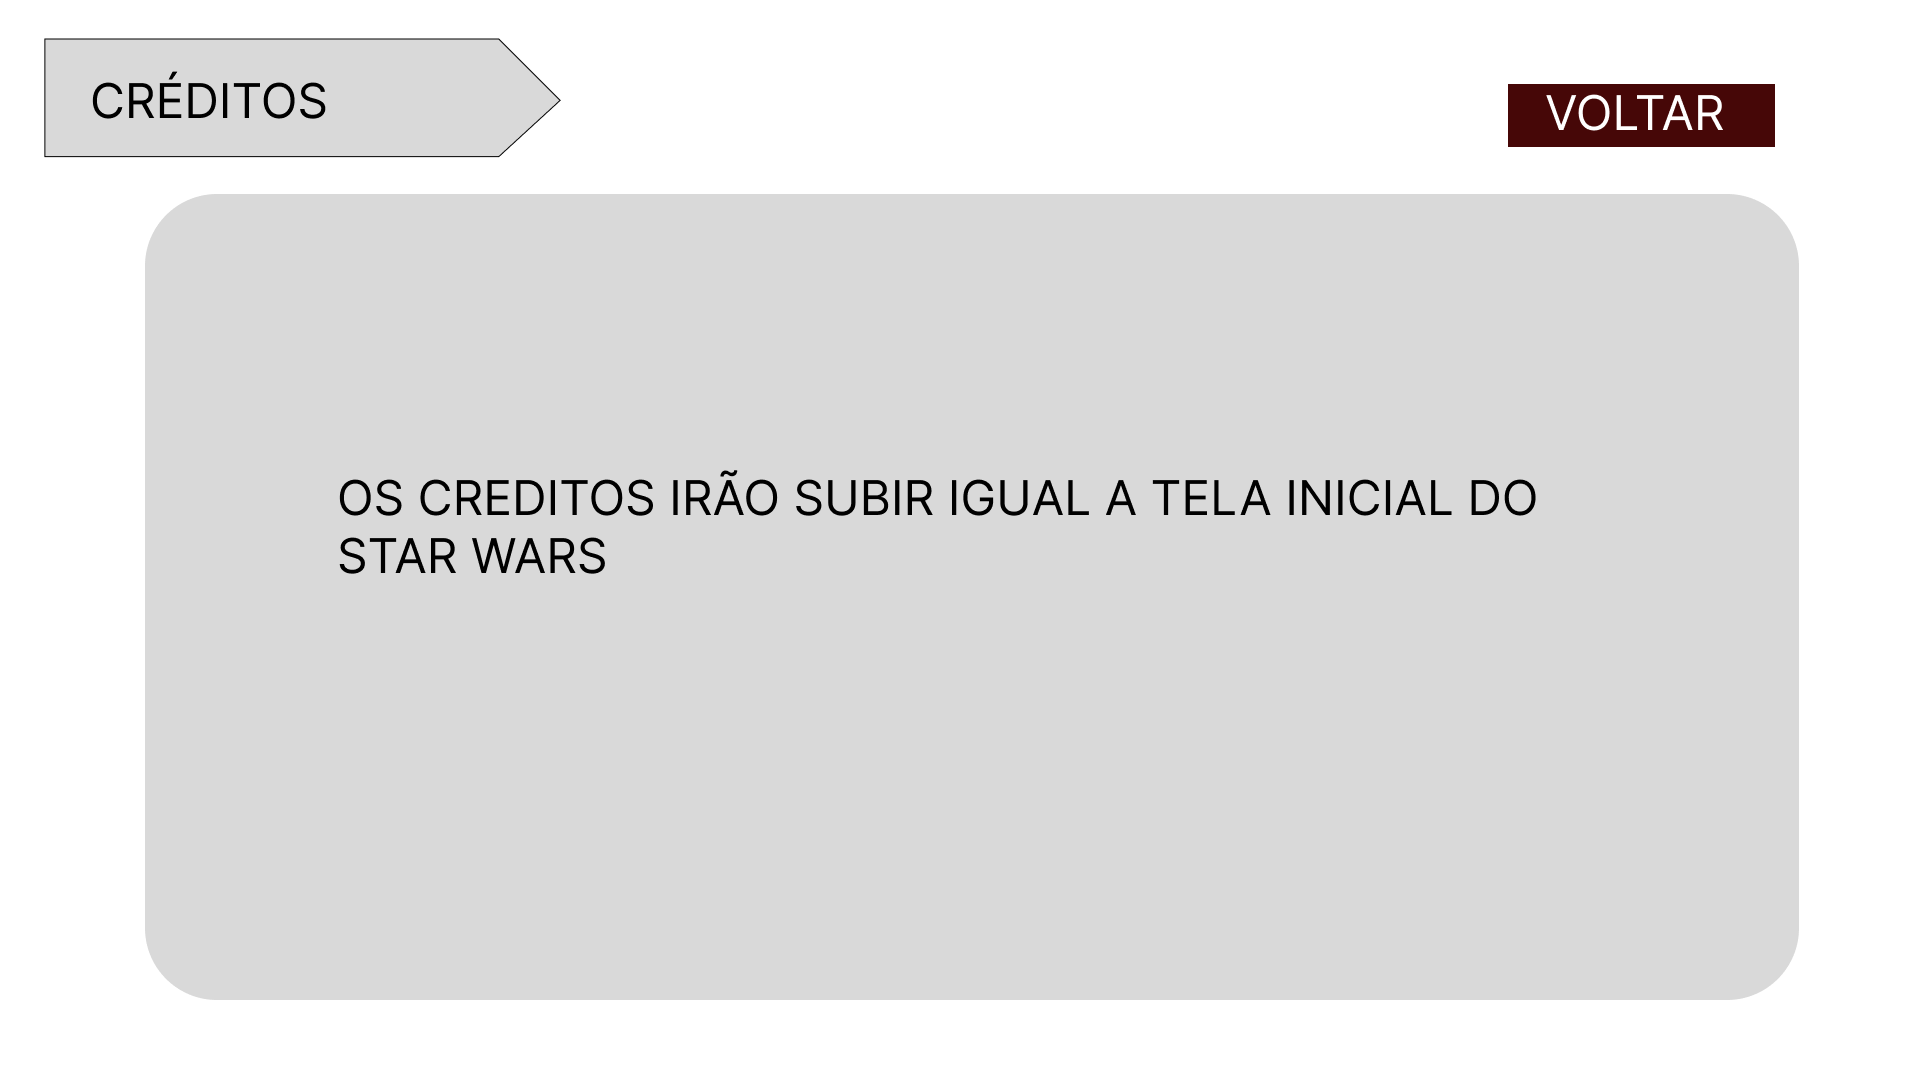 CRÉDITOS
VOLTAR
OS CREDITOS IRÃO SUBIR IGUAL A TELA INICIAL DO
STAR WARS